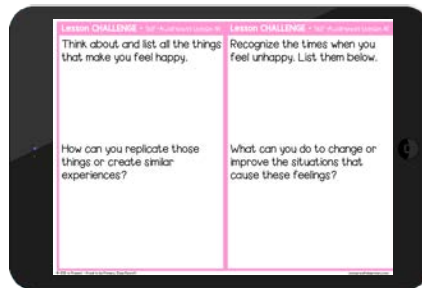 Lesson CHALLENGE
Think about and list all the things
that make you feel happy.
How can you replicate those
things or create similar
experiences?
Lesson CHALLENGE
Recognize the times when you
feel unhappy. List them below.
What can you do to change or
improve the situations that
cause these feelings?